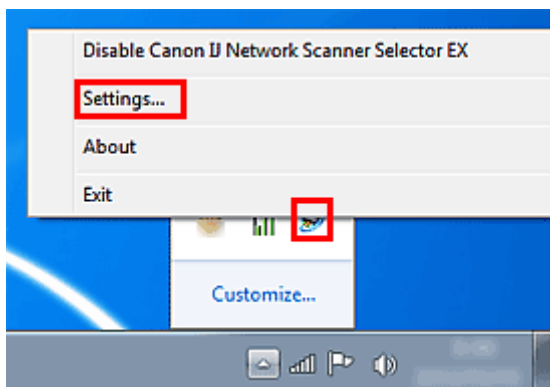 Disable Canon IJ Network Scanner Selector EX
Settings...
About
Exit
Customize...